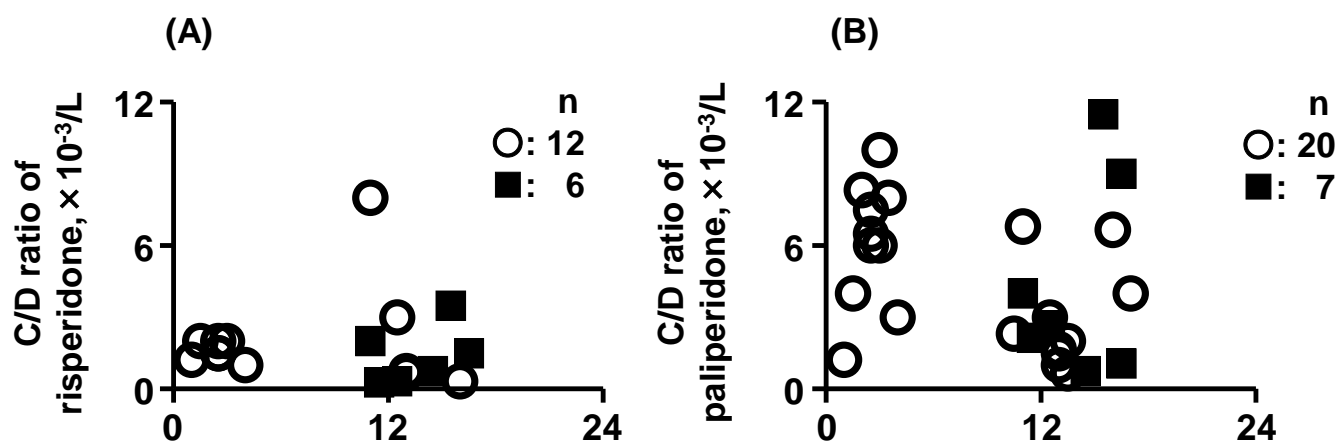 (A)
C/D ratio of
risperidone, ×10⁻³/L
12
6
0
0
12
24
n
: 12
: 6
(B)
C/D ratio of
paliperidone, ×10⁻³/L
12
6
0
0
12
24
n
: 20
: 7